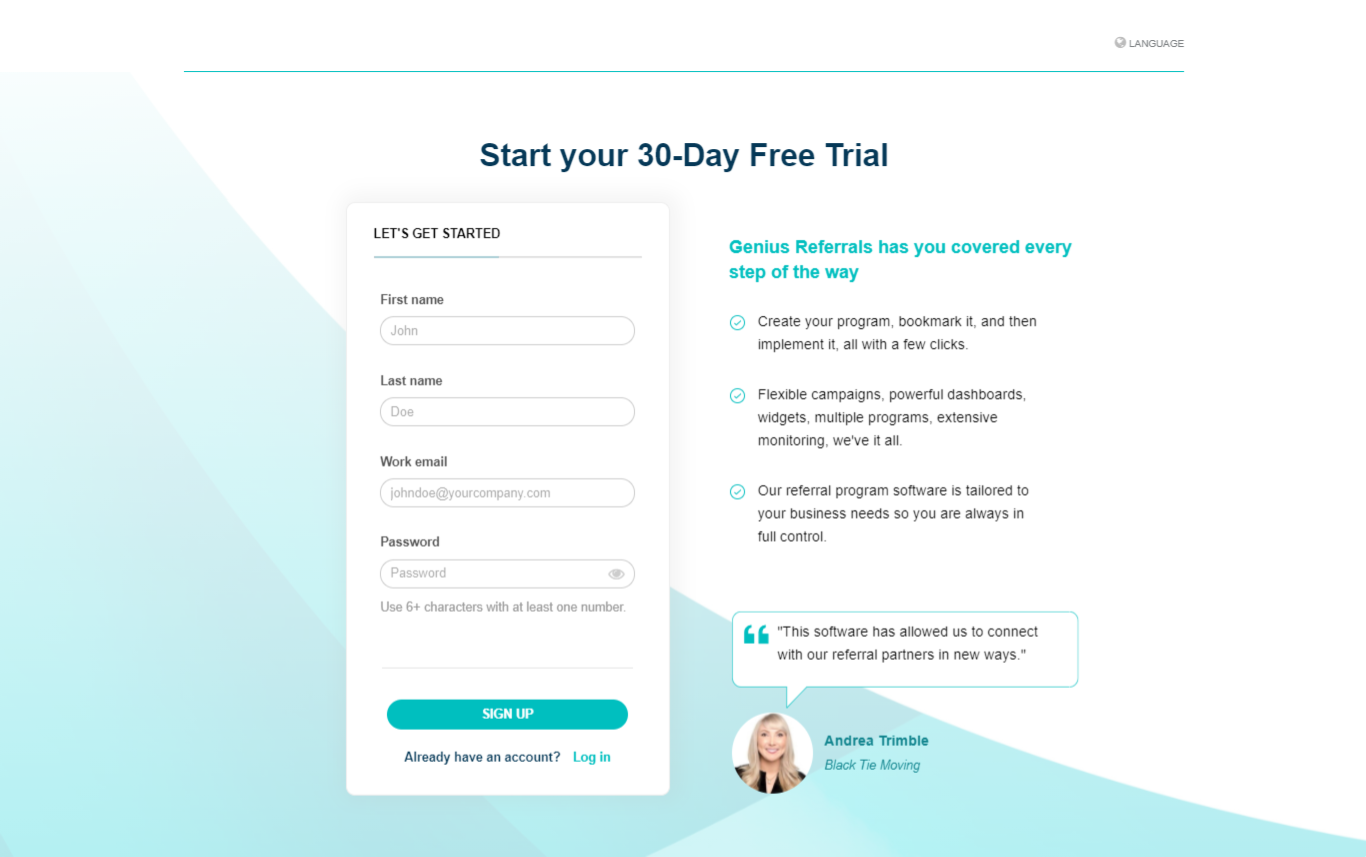 LANGUAGE
Start your 30-Day Free Trial
LET'S GET STARTED
First name
John
Last name
Doe
Work email
johndoe@yourcompany.com
Password
Password
Use 6+ characters with at least one number.
SIGN UP
Already have an account? Log in
Genius Referrals has you covered every
step of the way
Create your program, bookmark it, and then
implement it, all with a few clicks.
Flexible campaigns, powerful dashboards,
widgets, multiple programs, extensive
monitoring, we've it all.
Our referral program software is tailored to
your business needs so you are always in
full control.
"This software has allowed us to connect
with our referral partners in new ways."
Andrea Trimble
Black Tie Moving